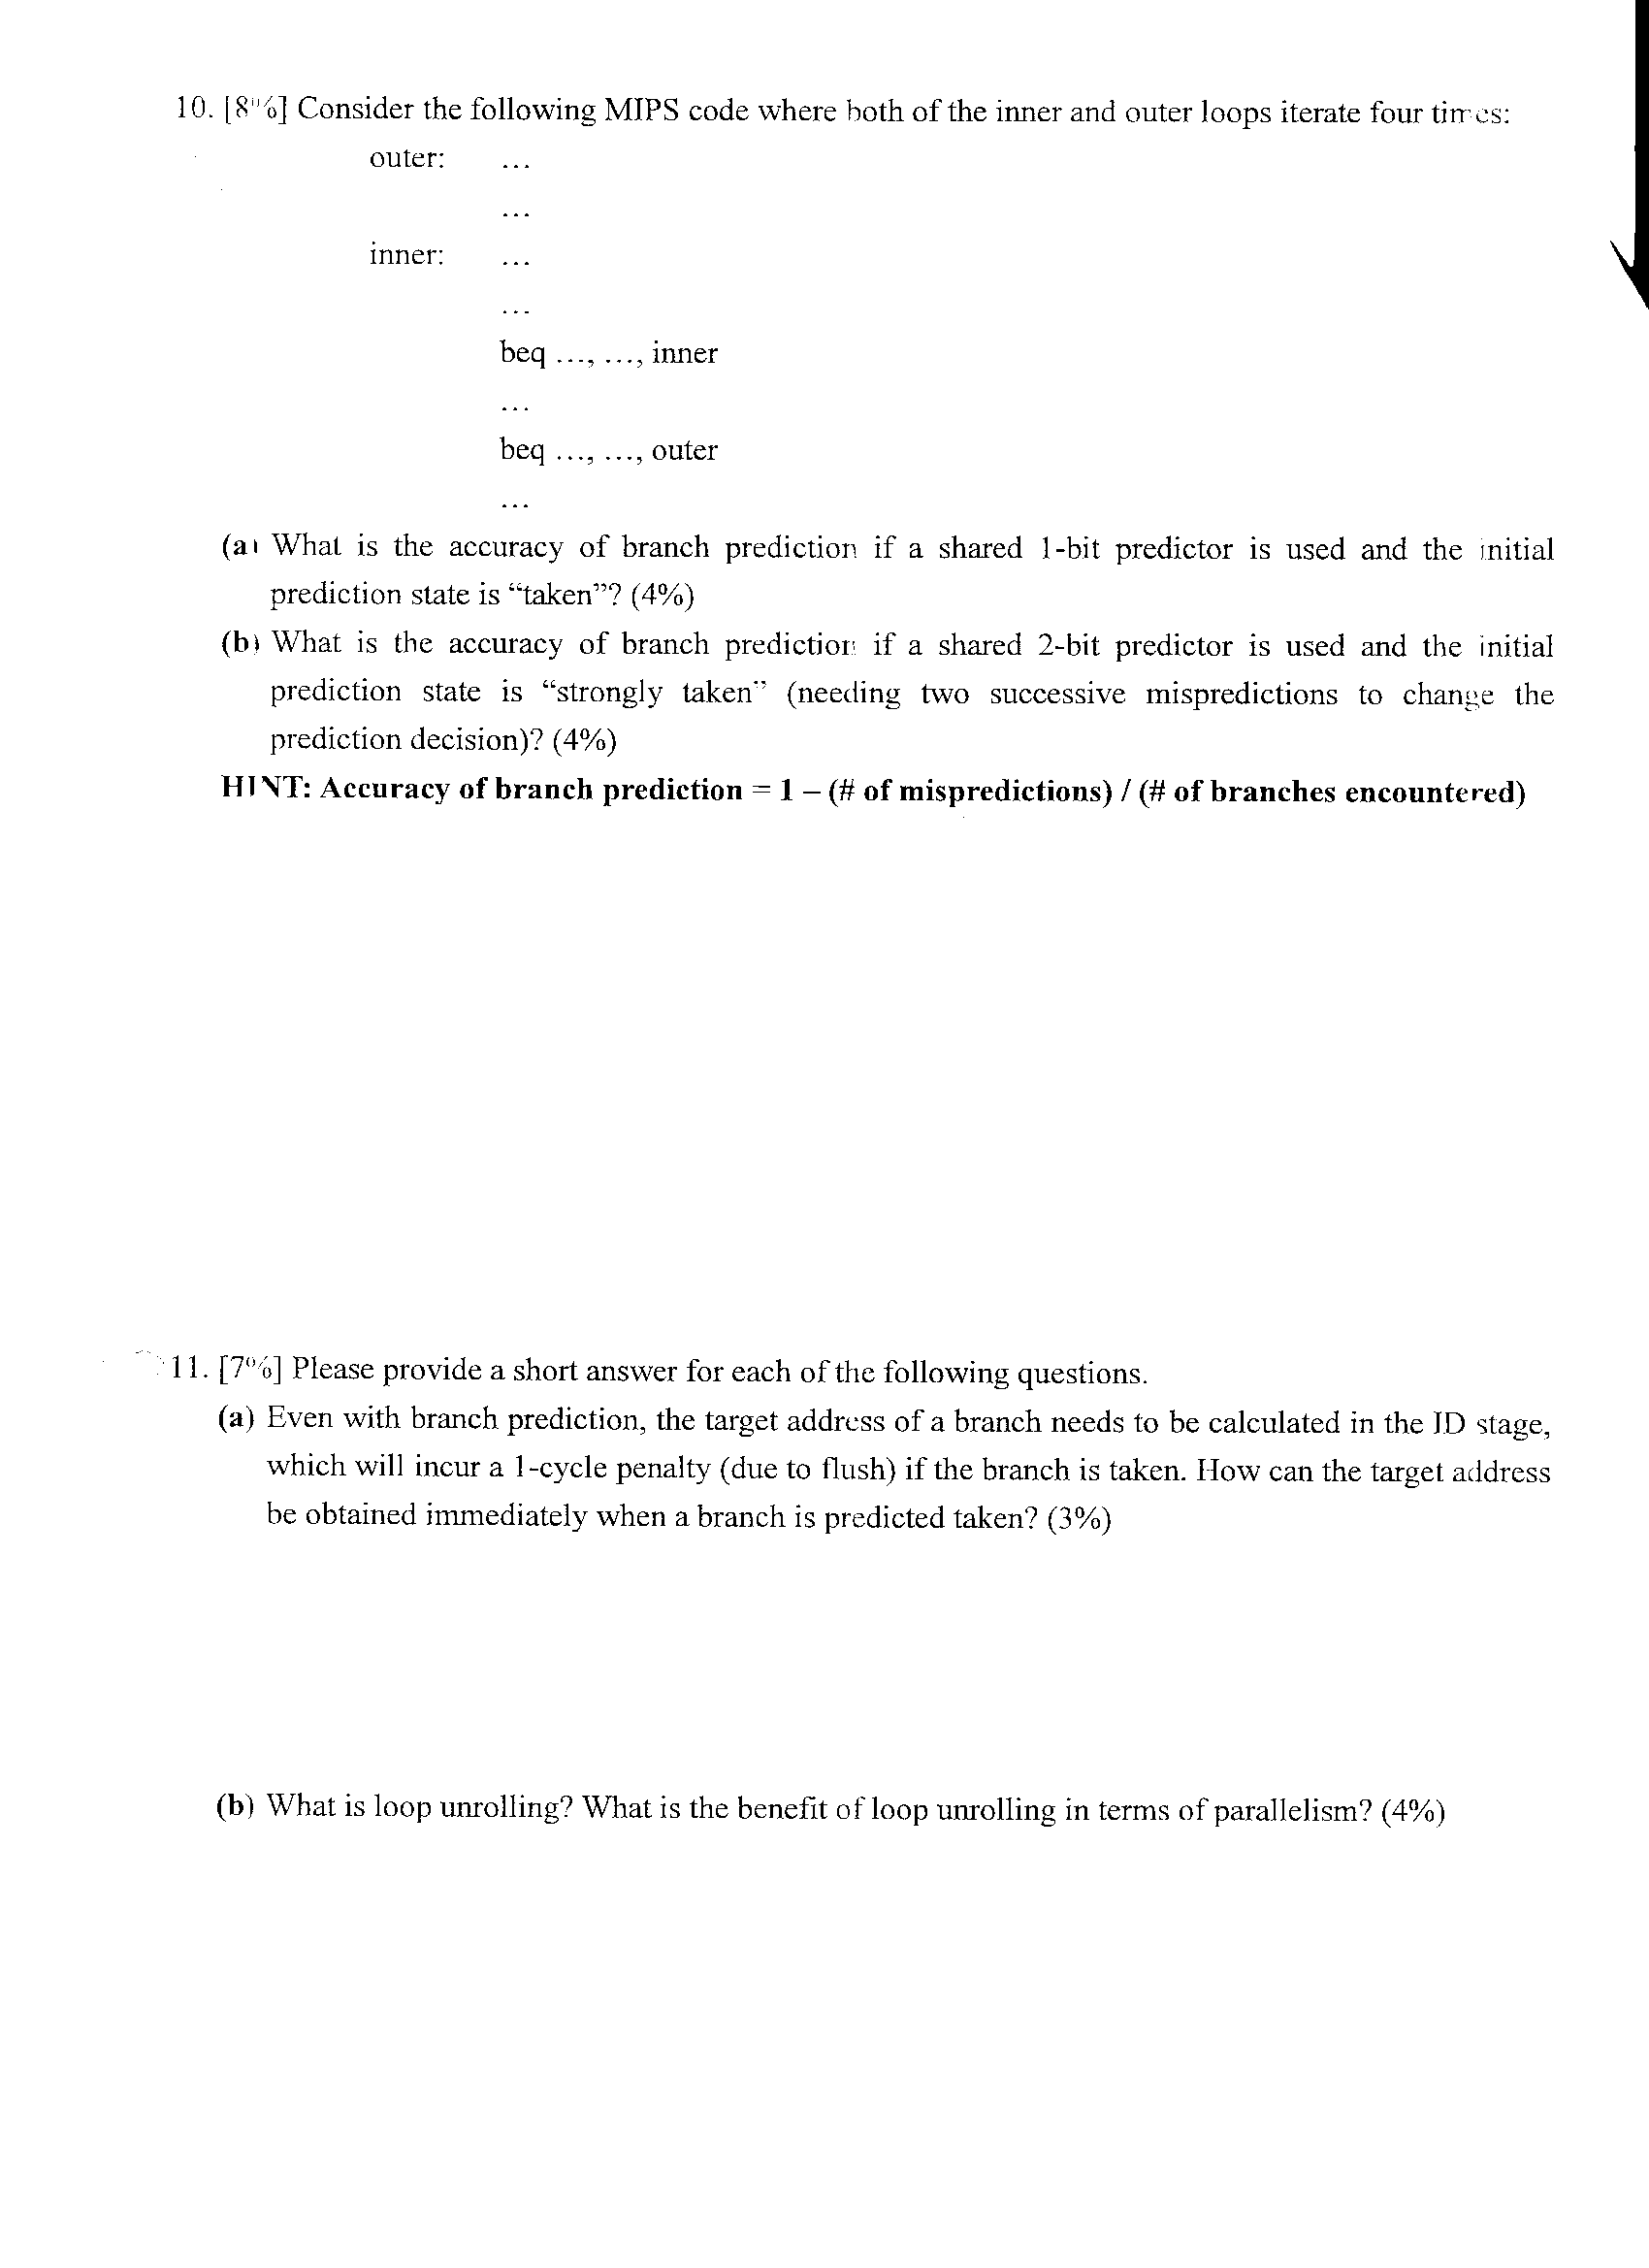 10. [8%] Consider the following MIPS code where both of the inner and outer loops iterate four times:
outer: ...
...
inner: ...
...
beq ..., ..., inner
...
beq ..., ..., outer
...
(a) What is the accuracy of branch prediction if a shared 1-bit predictor is used and the initial
prediction state is “taken”? (4%)
(b) What is the accuracy of branch prediction if a shared 2-bit predictor is used and the initial
prediction state is “strongly taken” (needing two successive mispredictions to change the
prediction decision)? (4%)
HINT: Accuracy of branch prediction = 1 – (# of mispredictions) / (# of branches encountered)
11. [7%] Please provide a short answer for each of the following questions.
(a) Even with branch prediction, the target address of a branch needs to be calculated in the ID stage,
which will incur a 1-cycle penalty (due to flush) if the branch is taken. How can the target address
be obtained immediately when a branch is predicted taken? (3%)
(b) What is loop unrolling? What is the benefit of loop unrolling in terms of parallelism? (4%)